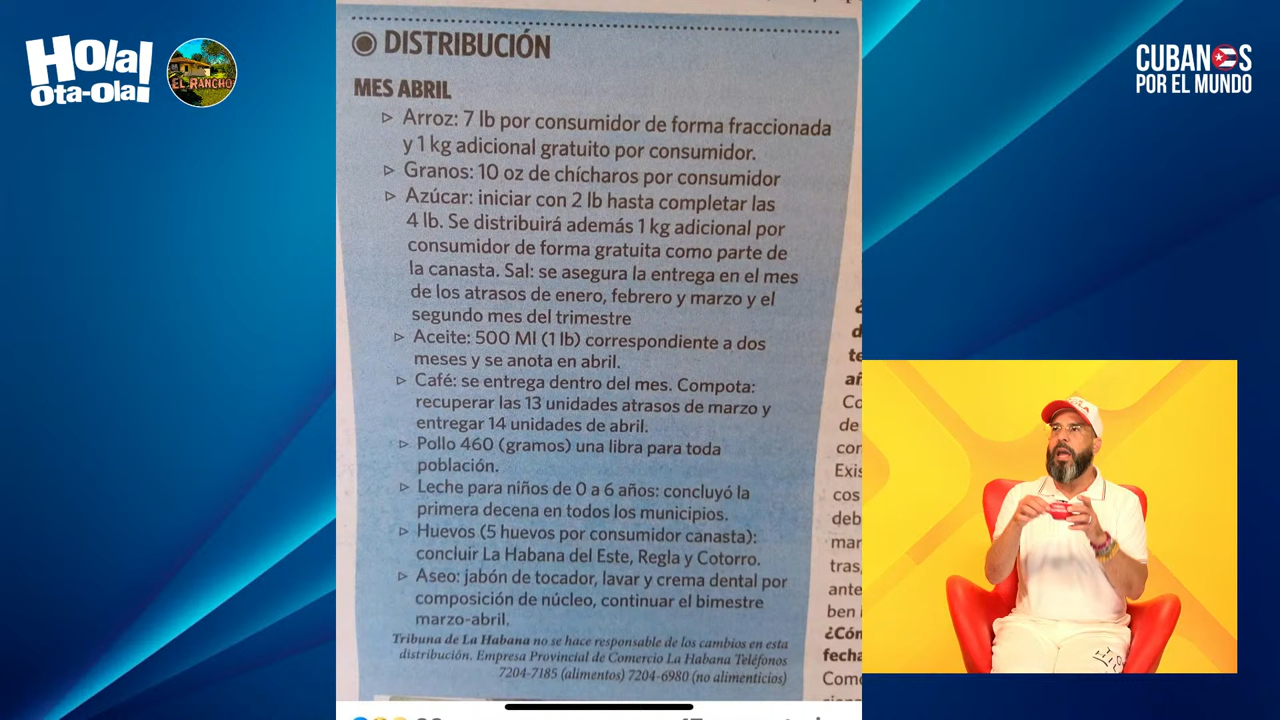 Hola!
Ota-Ola!
EL RANCHO
CUBANOS
POR EL MUNDO
DISTRIBUCIÓN
MES ABRIL
Arroz: 7 lb por consumidor de forma fraccionada
y 1 kg adicional gratuito por consumidor.
Granos: 10 oz de chícharos por consumidor
Azúcar: iniciar con 2 lb hasta completar las
4 lb. Se distribuirá además 1 kg adicional por
consumidor de forma gratuita como parte de
la canasta. Sal: se asegura la entrega en el mes
de los atrasos de enero, febrero y marzo y el
segundo mes del trimestre
Aceite: 500 Ml (1 lb) correspondiente a dos
meses y se anota en abril.
Café: se entrega dentro del mes. Compota:
recuperar las 13 unidades atrasos de marzo y
entregar 14 unidades de abril.
Pollo 460 (gramos) una libra para toda
población.
Leche para niños de 0 a 6 años: concluyó la
primera decena en todos los municipios.
Huevos (5 huevos por consumidor canasta):
concluir La Habana del Este, Regla y Cotorro.
Aseo: jabón de tocador, lavar y crema dental por
composición de núcleo, continuar el bimestre
marzo-abril.
Tribuna de La Habana no se hace responsable de los cambios en esta
distribución. Empresa Provincial de Comercio La Habana Teléfonos
7204-7185 (alimentos) 7204-6980 (no alimenticios)